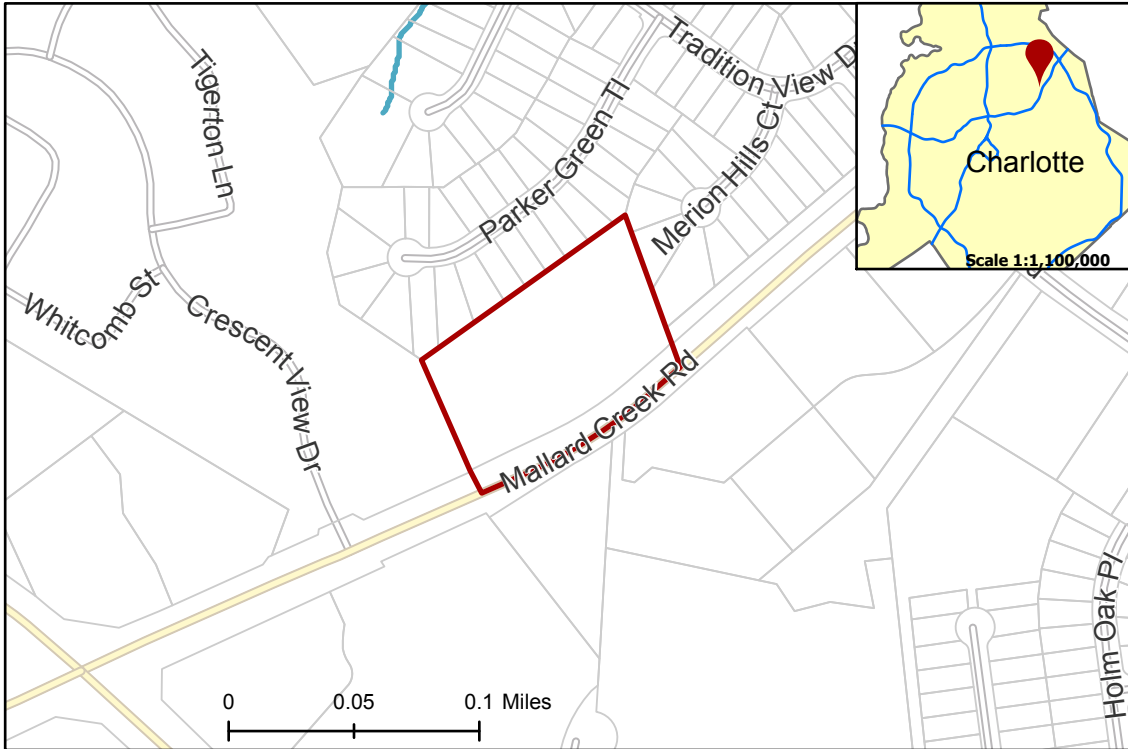 Tigerton Ln
Tradition View D
Parker Green Tl
Merion Hills Ct
Charlotte
Scale 1:1,100,000
Whitcomb St
Crescent View Dr
Mallard Creek Rd
Holm Oak Pl
0 0.05 0.1 Miles